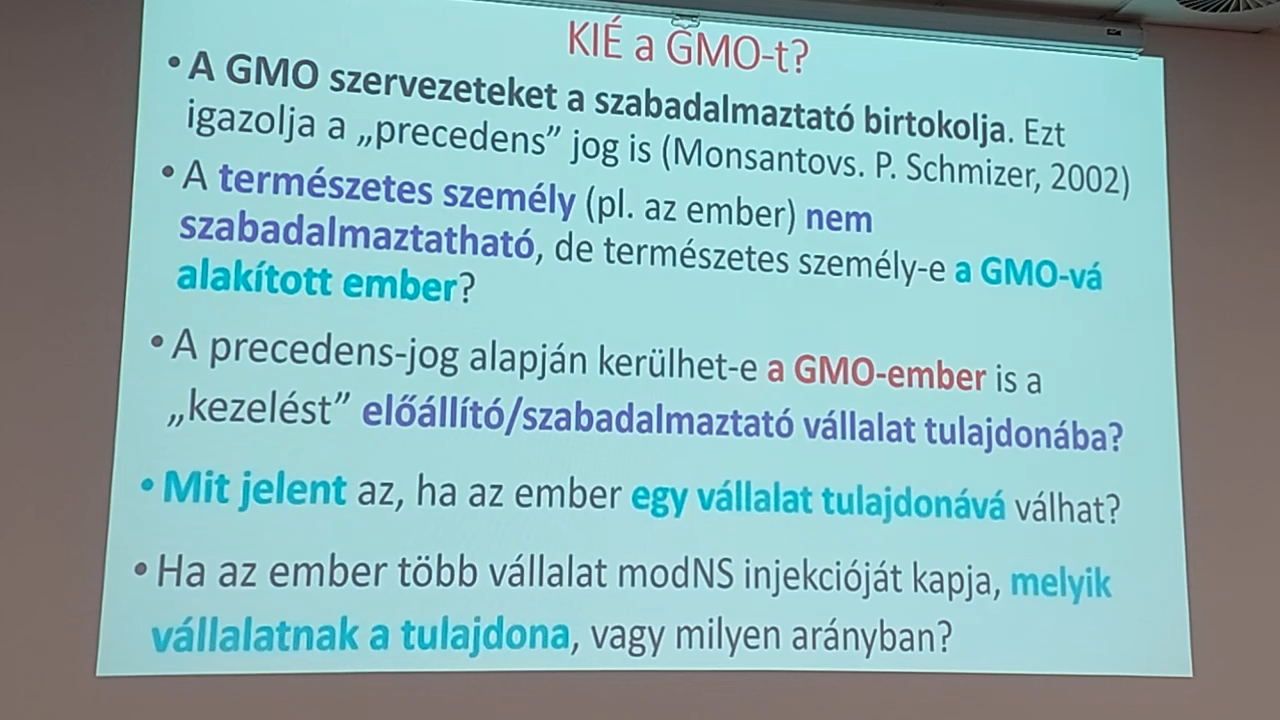 KIÉ a GMO-t?
• A GMO szervezeteket a szabadalmaztató birtokolja. Ezt
igazolja a „precedens” jog is (Monsantovs. P. Schmizer, 2002)
• A természetes személy (pl. az ember) nem
szabadalmaztatható, de természetes személy-e a GMO-vá
alakított ember?
• A precedens-jog alapján kerülhet-e a GMO-ember is a
„kezelést” előállító/szabadalmaztató vállalat tulajdonába?
• Mit jelent az, ha az ember egy vállalat tulajdonává válhat?
• Ha az ember több vállalat modNS injekcióját kapja, melyik
vállalatnak a tulajdona, vagy milyen arányban?